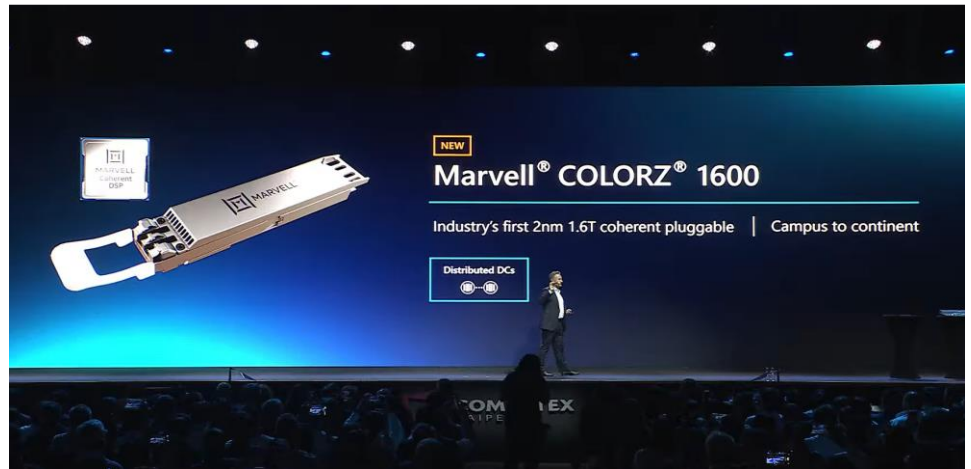 MARVELL
Coherent
DSP
MARVELL
NEW
Marvell® COLORZ® 1600
Industry's first 2nm 1.6T coherent pluggable | Campus to continent
Distributed DCs